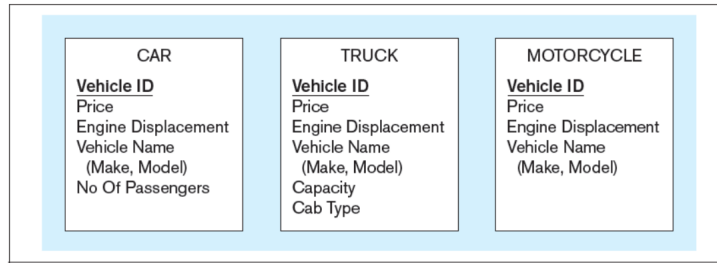 CAR
Vehicle ID
Price
Engine Displacement
Vehicle Name
(Make, Model)
No Of Passengers
TRUCK
Vehicle ID
Price
Engine Displacement
Vehicle Name
(Make, Model)
Capacity
Cab Type
MOTORCYCLE
Vehicle ID
Price
Engine Displacement
Vehicle Name
(Make, Model)